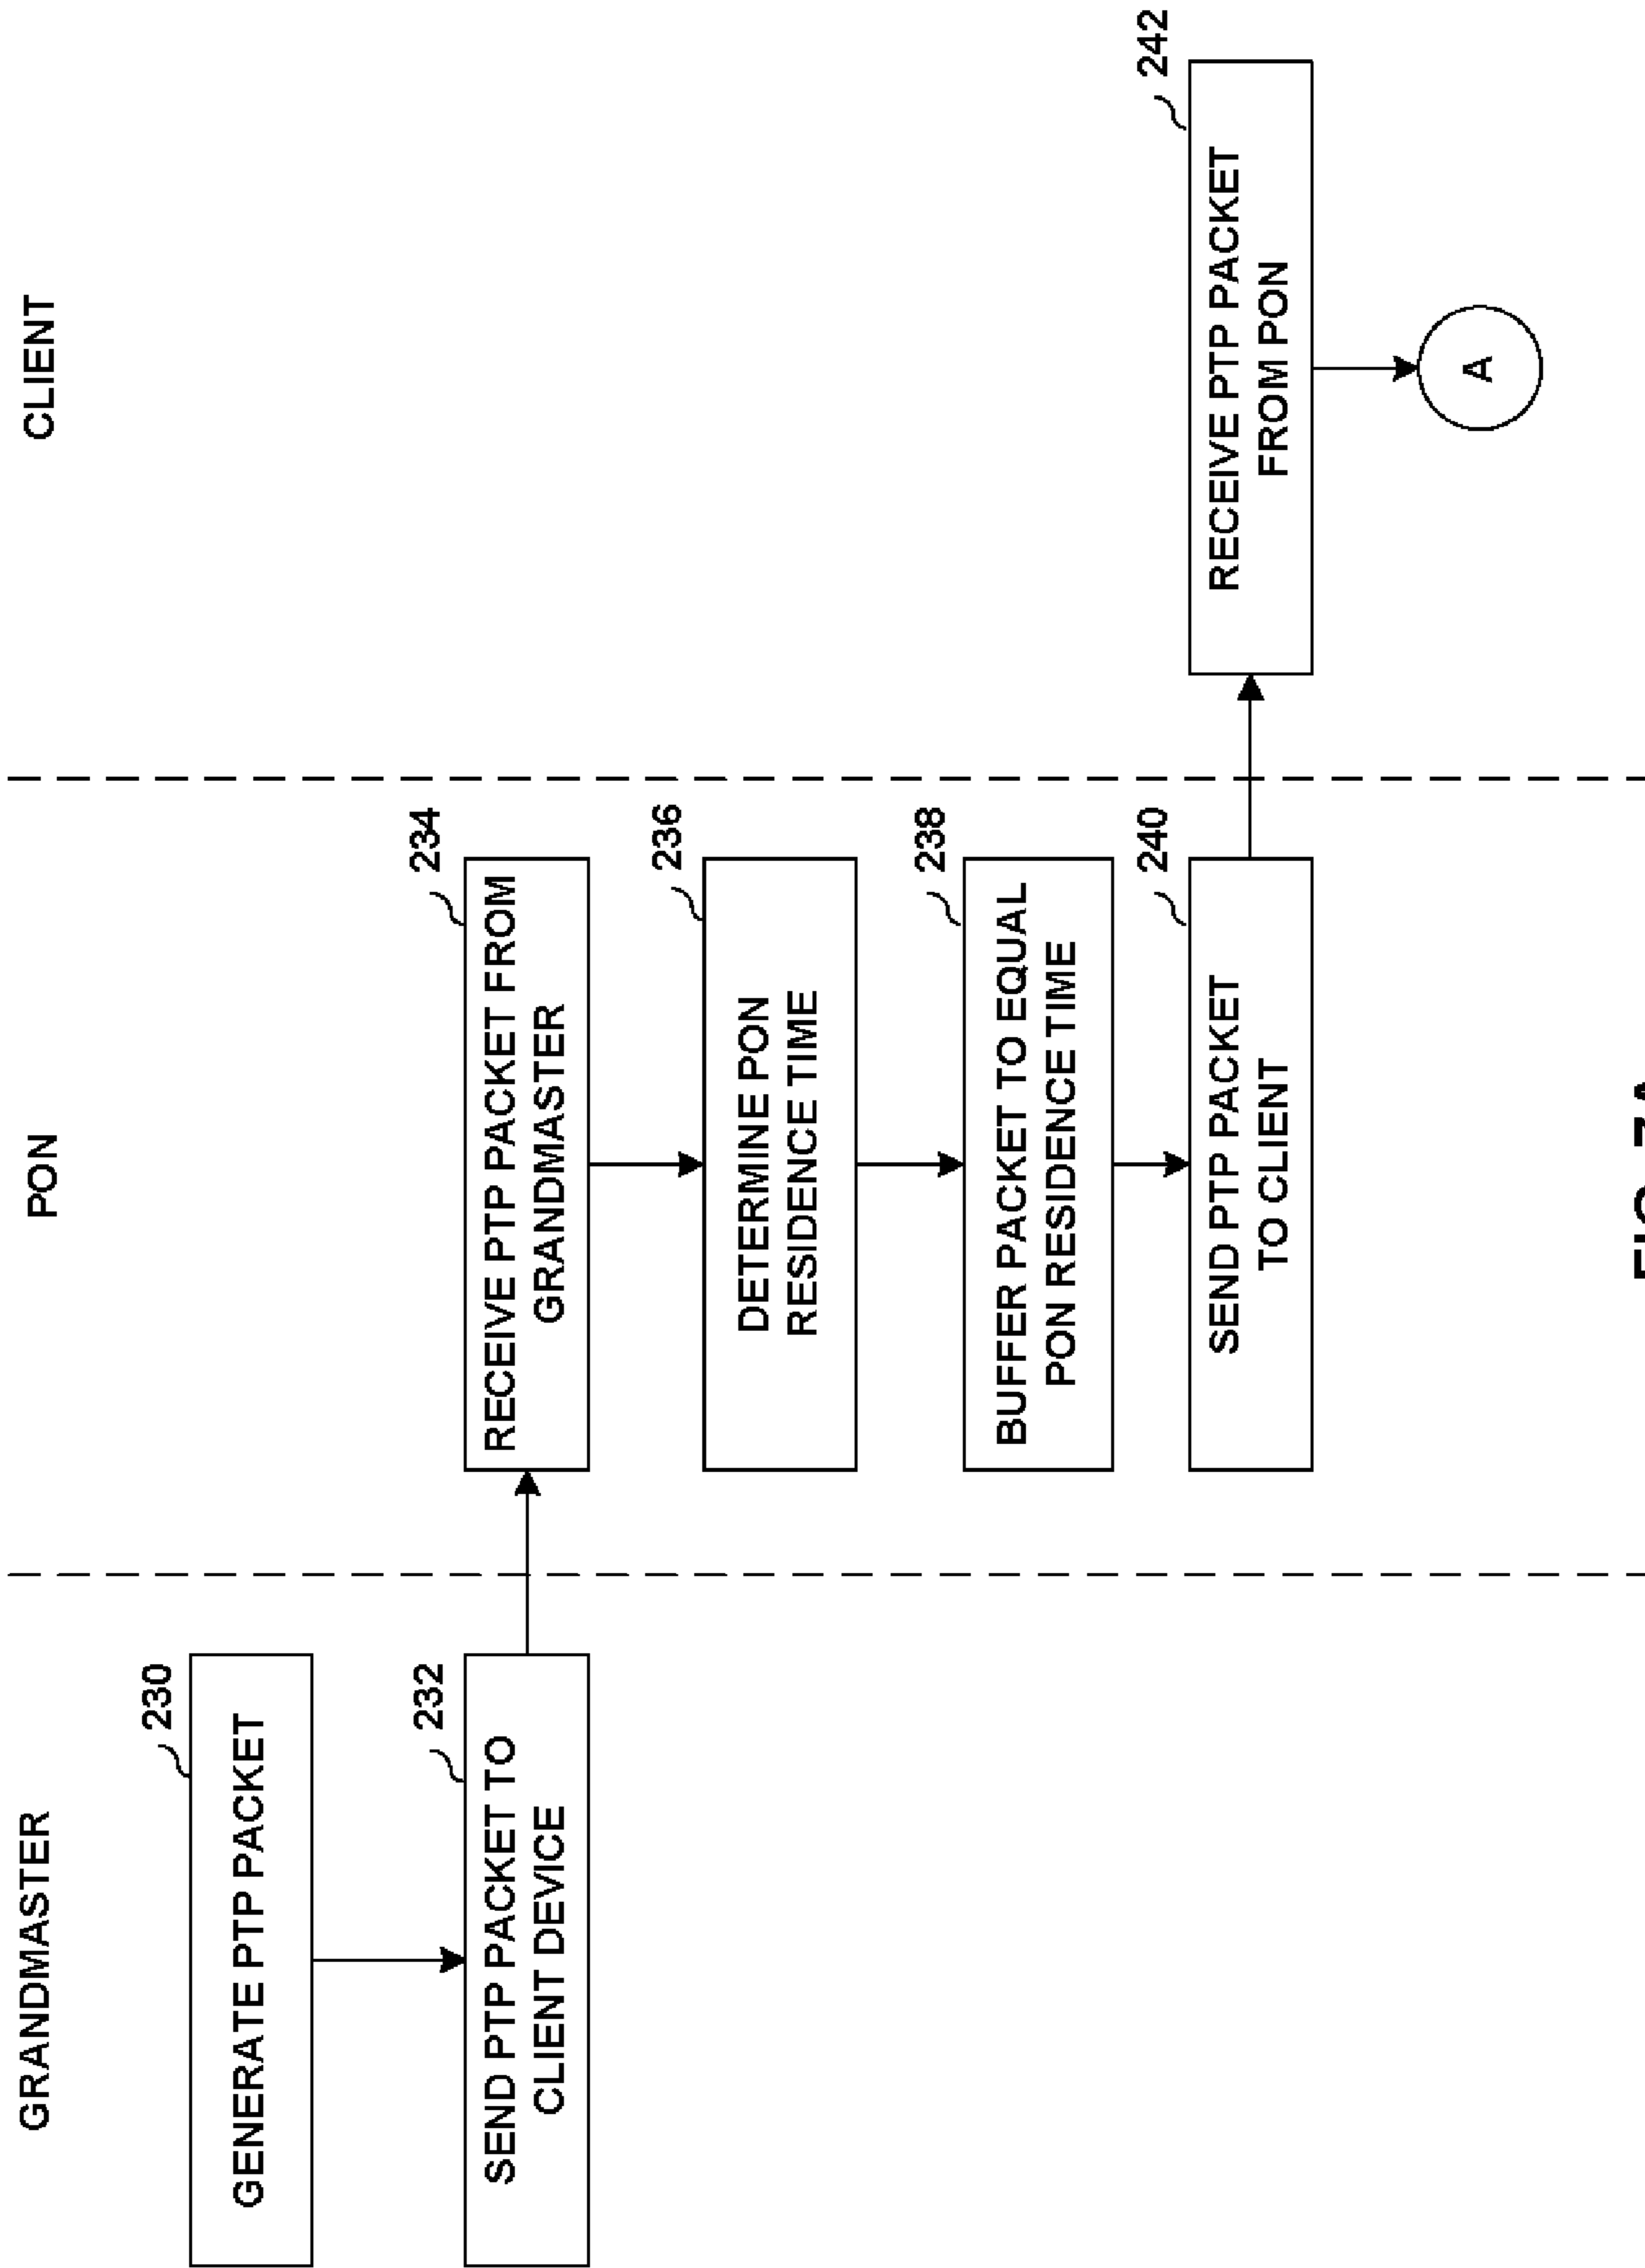 GRANDMASTER
PON
CLIENT
230
GENERATE PTP PACKET
232
SEND PTP PACKET TO
CLIENT DEVICE
234
RECEIVE PTP PACKET FROM
GRANDMASTER
236
DETERMINE PON
RESIDENCE TIME
238
BUFFER PACKET TO EQUAL
PON RESIDENCE TIME
240
SEND PTP PACKET
TO CLIENT
242
RECEIVE PTP PACKET
FROM PON
A